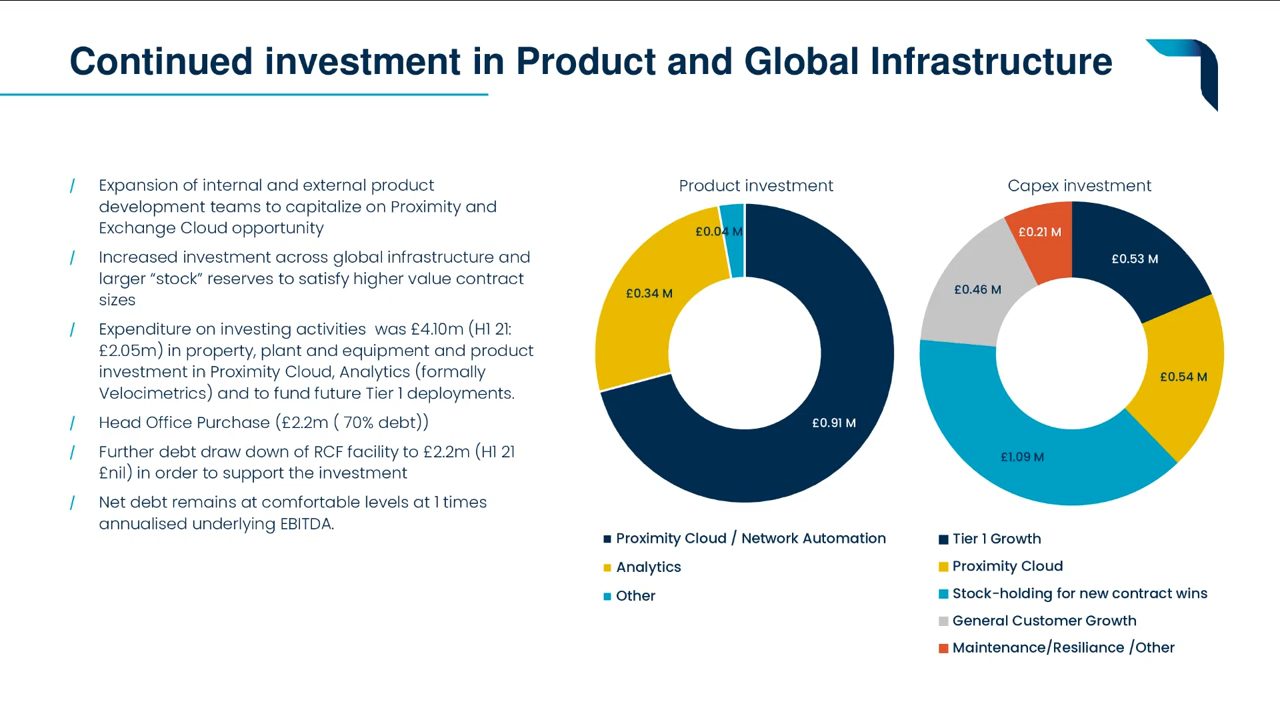 Continued investment in Product and Global Infrastructure
/ Expansion of internal and external product
development teams to capitalize on Proximity and
Exchange Cloud opportunity
/ Increased investment across global infrastructure and
larger “stock” reserves to satisfy higher value contract
sizes
/ Expenditure on investing activities was £4.10m (H1 21:
£2.05m) in property, plant and equipment and product
investment in Proximity Cloud, Analytics (formally
Velocimetrics) and to fund future Tier 1 deployments.
/ Head Office Purchase (£2.2m ( 70% debt))
/ Further debt draw down of RCF facility to £2.2m (H1 21
£nil) in order to support the investment
/ Net debt remains at comfortable levels at 1 times
annualised underlying EBITDA.
Product investment
£0.04 M
£0.34 M
£0.91 M
Proximity Cloud / Network Automation
Analytics
Other
Capex investment
£0.21 M
£0.53 M
£0.46 M
£0.54 M
£1.09 M
Tier 1 Growth
Proximity Cloud
Stock-holding for new contract wins
General Customer Growth
Maintenance/Resiliance /Other